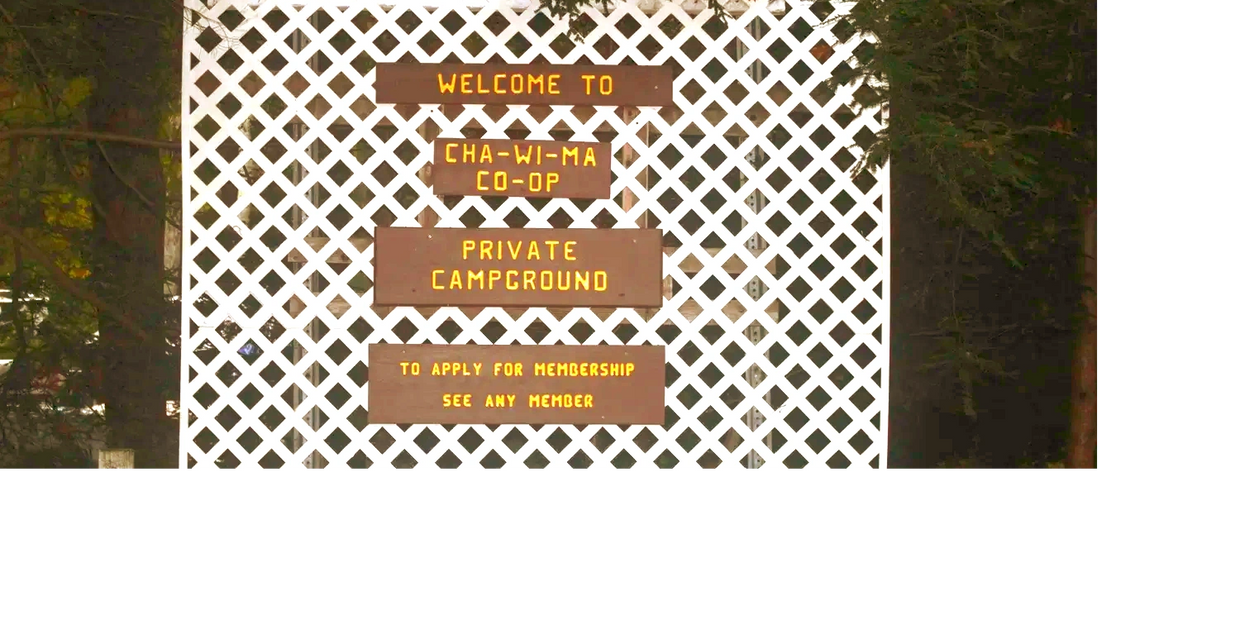 WELCOME TO
CHA-WI-MA
CO-OP
PRIVATE
CAMPGROUND
TO APPLY FOR MEMBERSHIP
SEE ANY MEMBER